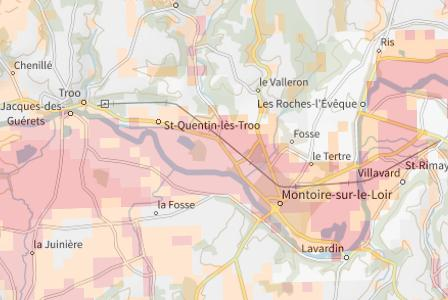 Ris
Chenillé
le Valleron
Troo
Les Roches-l'Évêque
Jacques-des-
Guérets
St-Quentin-lès-Troo
Fosse
le Tertre
St-Rimay
Villavard
Montoire-sur-le-Loir
la Fosse
la Juinière
Lavardin